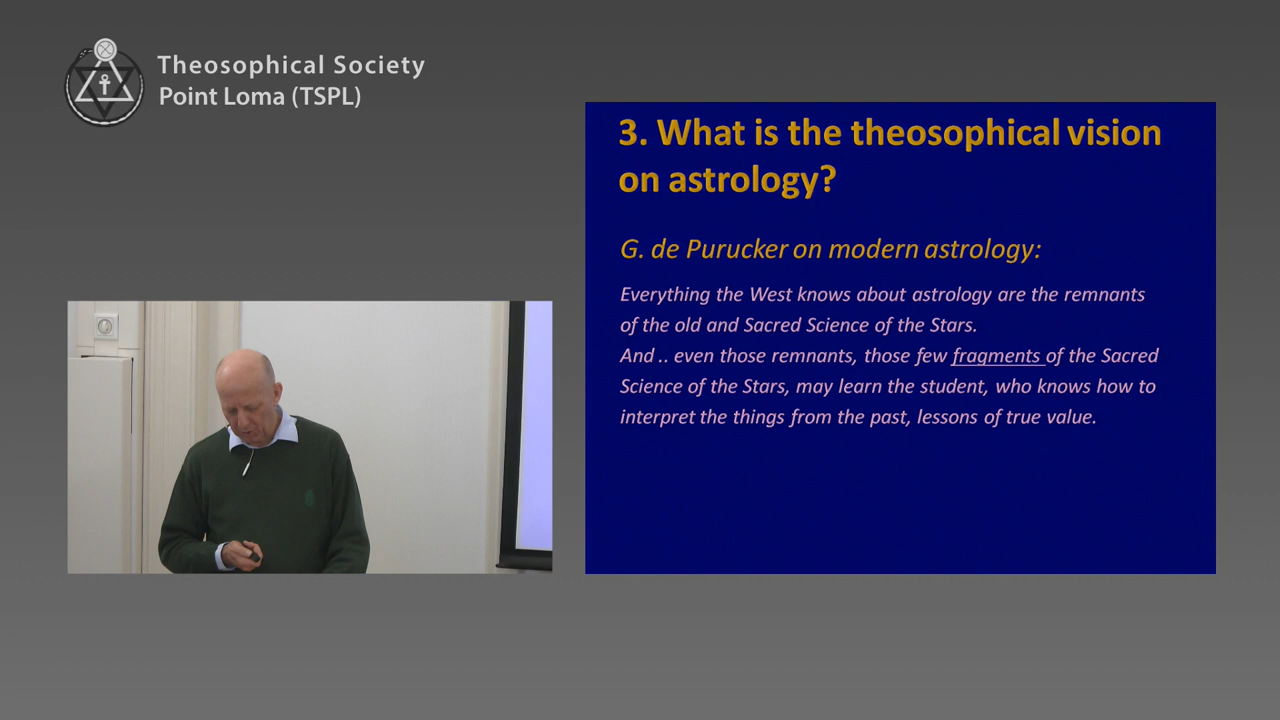 Theosophical Society
Point Loma (TSPL)
3. What is the theosophical vision
on astrology?
G. de Purucker on modern astrology:
Everything the West knows about astrology are the remnants
of the old and Sacred Science of the Stars.
And .. even those remnants, those few fragments of the Sacred
Science of the Stars, may learn the student, who knows how to
interpret the things from the past, lessons of true value.